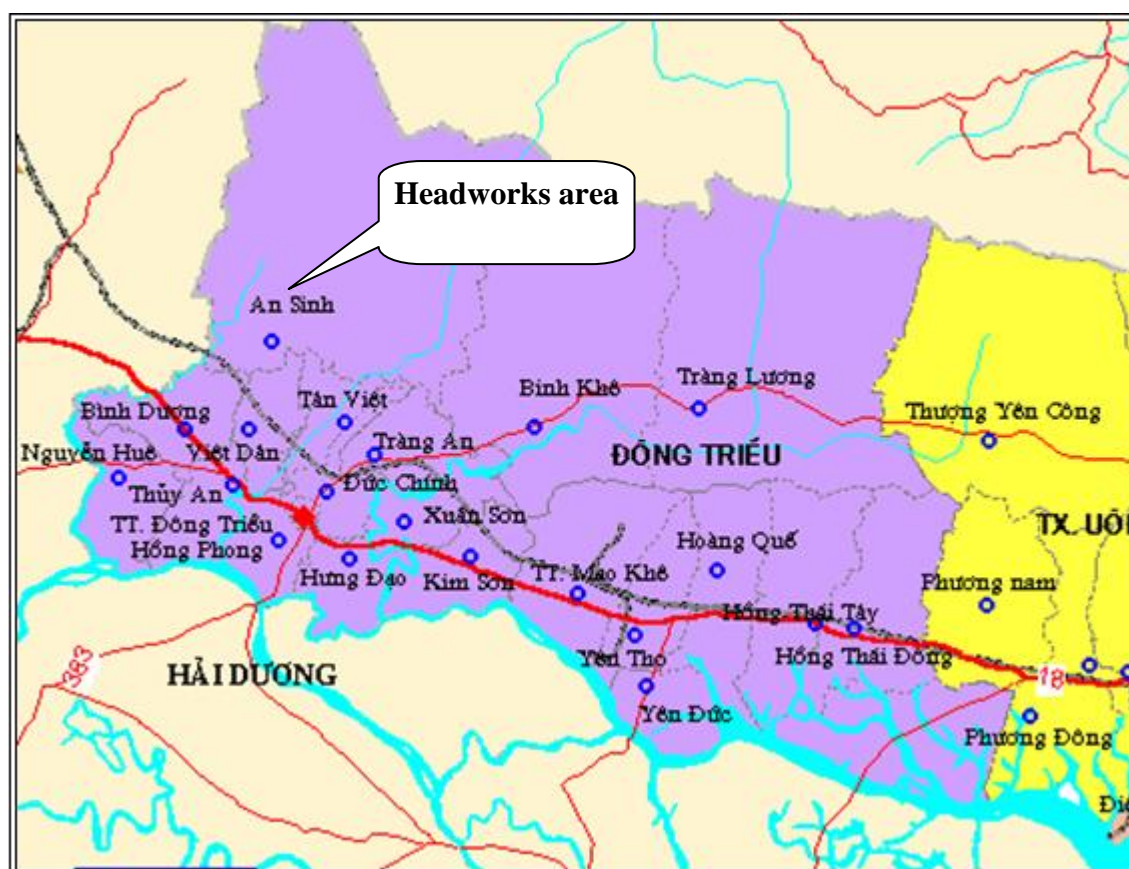 Headworks area
An Sinh
Tân Việt
Bình Khê
Tràng Lương
Bình Dương
Thượng Yên Công
Nguyễn Huê
Việt Dân
Tràng An
ĐÔNG TRIỀU
Thủy An
Đức Chính
Xuân Sơn
TT. Đông Triều
Hồng Phong
TX. UÔ
Hoàng Quế
Hưng Đạo
Kim Sơn
TT. Mạo Khê
Phương nam
Hồng Thái Tây
Yên Thọ
Hồng Thái Đông
383
HẢI DƯƠNG
18
Yên Đức
Phương Đông
Điề